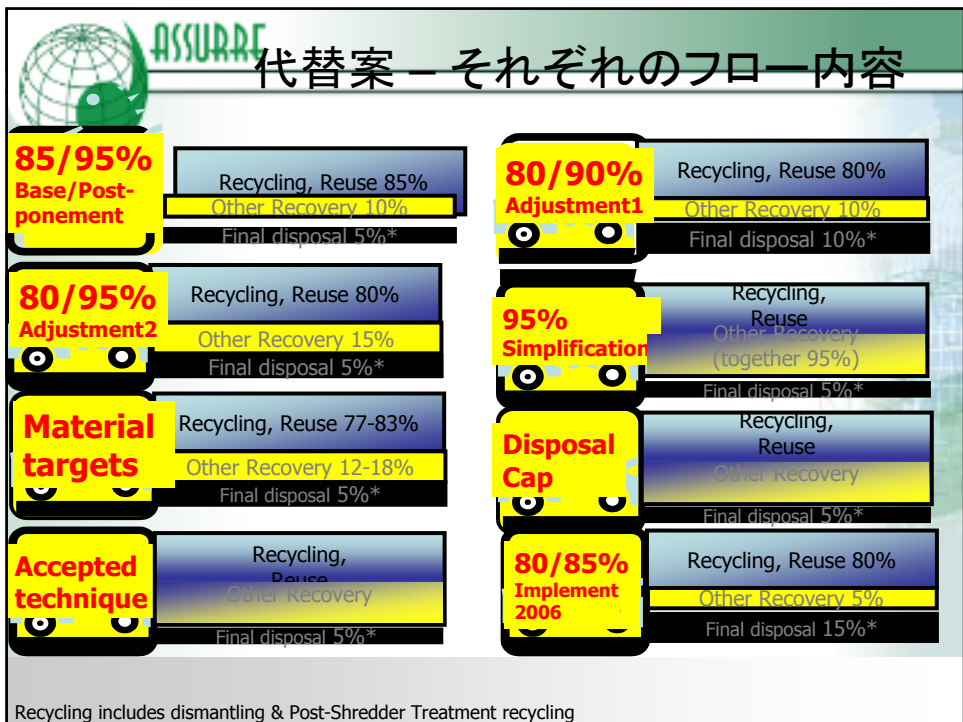 ASSURRE
代替案 – それぞれのフロー内容
85/95%
Base/Post-
ponement
Recycling, Reuse 85%
Other Recovery 10%
Final disposal 5%*
80/90%
Adjustment1
Recycling, Reuse 80%
Other Recovery 10%
Final disposal 10%*
80/95%
Adjustment2
Recycling, Reuse 80%
Other Recovery 15%
Final disposal 5%*
95%
Simplification
Recycling,
Reuse
Other Recovery
(together 95%)
Final disposal 5%*
Material
targets
Recycling, Reuse 77-83%
Other Recovery 12-18%
Final disposal 5%*
Disposal
Cap
Recycling,
Reuse
Other Recovery
Final disposal 5%*
Accepted
technique
Recycling,
Reuse
Other Recovery
Final disposal 5%*
80/85%
Implement
2006
Recycling, Reuse 80%
Other Recovery 5%
Final disposal 15%*
Recycling includes dismantling & Post-Shredder Treatment recycling